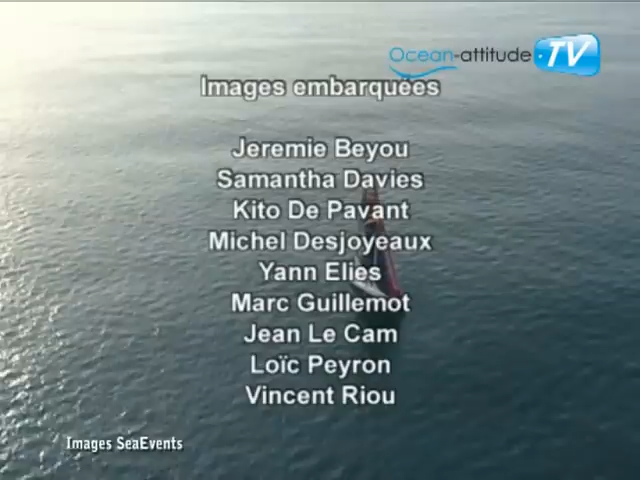 Ocean-attitude TV
Images embarquées
Jeremie Beyou
Samantha Davies
Kito De Pavant
Michel Desjoyeaux
Yann Elies
Marc Guillemot
Jean Le Cam
Loïc Peyron
Vincent Riou
Images SeaEvents